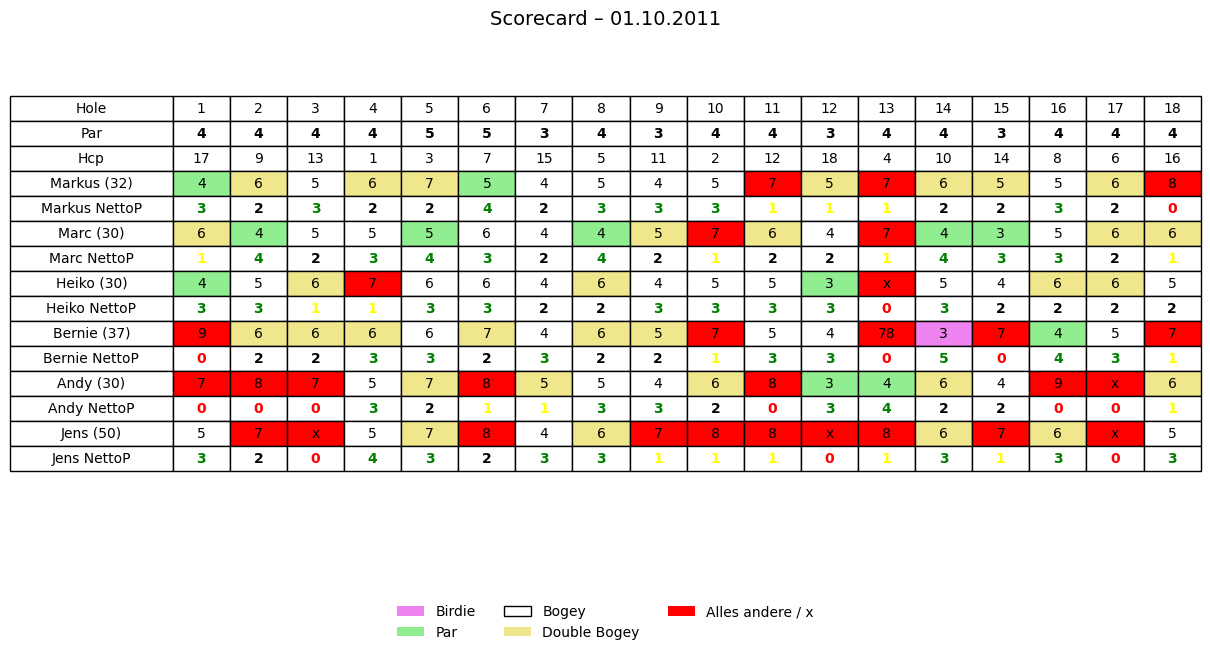 Scorecard – 01.10.2011
Hole 1 2 3 4 5 6 7 8 9 10 11 12 13 14 15 16 17 18
Par 4 4 4 4 5 5 3 4 3 4 4 3 4 4 3 4 4 4
Hcp 17 9 13 1 3 7 15 5 11 2 12 18 4 10 14 8 6 16
Markus (32) 4 6 5 6 7 5 4 5 4 5 7 5 7 6 5 5 6 8
Markus NettoP 3 2 3 2 2 4 2 3 3 3 1 1 1 2 2 3 2 0
Marc (30) 6 4 5 5 5 6 4 4 5 7 6 4 7 4 3 5 6 6
Marc NettoP 1 4 2 3 4 3 2 4 2 1 2 2 1 4 3 3 2 1
Heiko (30) 4 5 6 7 6 6 4 6 4 5 5 3 x 5 4 6 6 5
Heiko NettoP 3 3 1 1 3 3 2 2 3 3 3 3 0 3 2 2 2 2
Bernie (37) 9 6 6 6 6 7 4 6 5 7 5 4 78 3 7 4 5 7
Bernie NettoP 0 2 2 3 3 2 3 2 2 1 3 3 0 5 0 4 3 1
Andy (30) 7 8 7 5 7 8 5 5 4 6 8 3 4 6 4 9 x 6
Andy NettoP 0 0 0 3 2 1 1 3 3 2 0 3 4 2 2 0 0 1
Jens (50) 5 7 x 5 7 8 4 6 7 8 8 x 8 6 7 6 x 5
Jens NettoP 3 2 0 4 3 2 3 3 1 1 1 0 1 3 1 3 0 3
Birdie Bogey Alles andere / x
Par Double Bogey